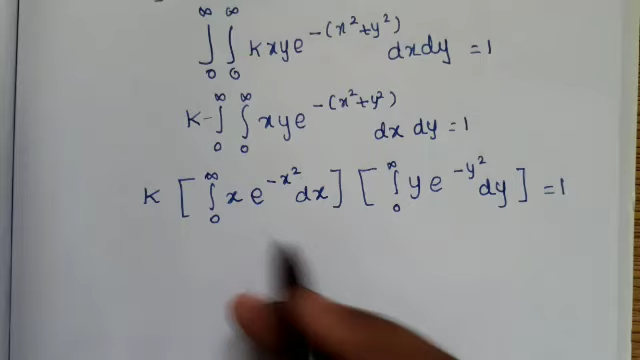 ∫₀^∞ ∫₀^∞ kxye^-(x²+y²) dxdy = 1
k ∫₀^∞ ∫₀^∞ xye^-(x²+y²) dx dy = 1
k [∫₀^∞ xe^-x² dx] [∫₀^∞ ye^-y² dy] = 1